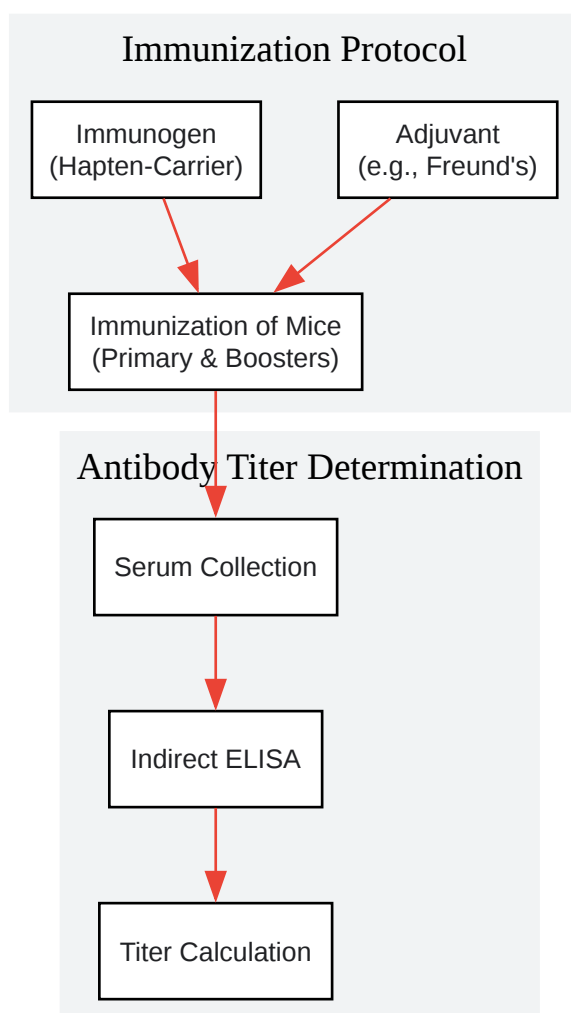 Immunization Protocol
Immunogen
(Hapten-Carrier)
Adjuvant
(e.g., Freund's)
Immunization of Mice
(Primary & Boosters)
Antibody Titer Determination
Serum Collection
Indirect ELISA
Titer Calculation